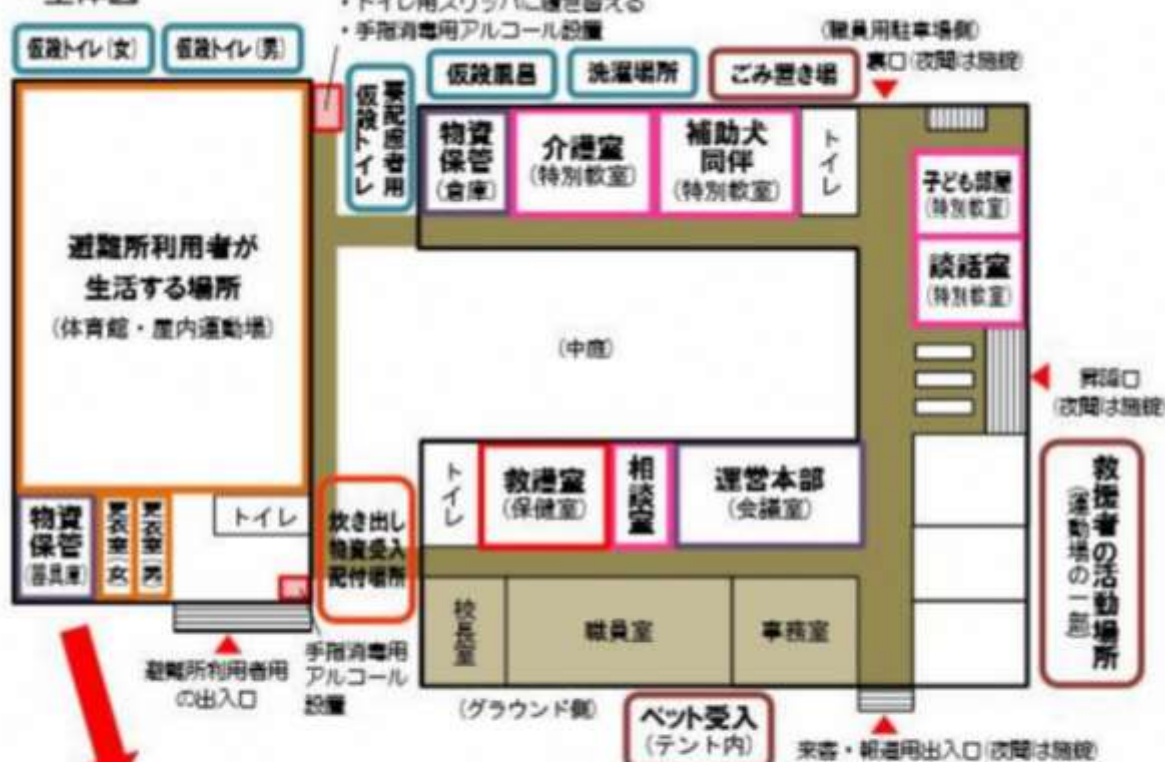 ・トイレ用スリッパに履き替える
・手指消毒用アルコール設置
仮設トイレ(女)
仮設トイレ(男)
要配慮者用
仮設トイレ
仮設風呂
洗濯場所
ごみ置き場
(職員用駐車場側)
裏口(夜間は施錠)
物資
保管
(倉庫)
介護室
(特別教室)
補助犬
同伴
(特別教室)
トイレ
子ども部屋
(特別教室)
談話室
(特別教室)
避難所利用者が
生活する場所
(体育館・屋内運動場)
(中庭)
昇降口
(夜間は施錠)
物資
保管
(器具庫)
更衣室(女)
更衣室(男)
トイレ
炊き出し
物資受入
配付場所
トイレ
救護室
(保健室)
相談室
運営本部
(会議室)
救援者の活動場所
(運動場の一部)
校長室
職員室
事務室
避難所利用者用
の出入口
手指消毒用
アルコール
設置
(グラウンド側)
ペット受入
(テント内)
来客・報道用出入口(夜間は施錠)